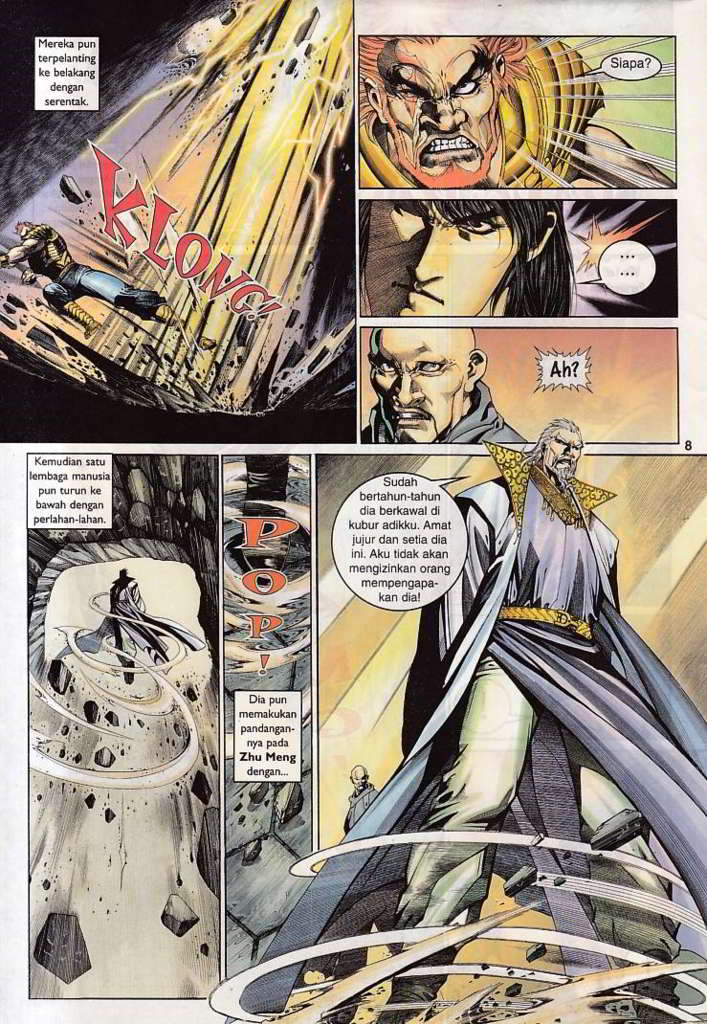 Mereka pun
terpelanting
ke belakang
dengan
serentak.
KLONG!
Siapa?
...
...
Ah?
8
Kemudian satu
lembaga manusia
pun turun ke
bawah dengan
perlahan-lahan.
POP!
Dia pun
memakukan
pandangan-
nya pada
Zhu Meng
dengan...
Sudah
bertahun-tahun
dia berkawal di
kubur adikku. Amat
jujur dan setia dia
ini. Aku tidak akan
mengizinkan orang
mempengapa-
kan dia!